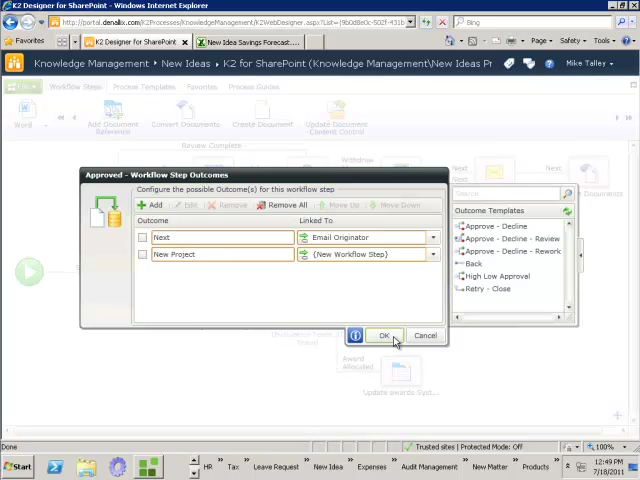 K2 Designer for SharePoint - Windows Internet Explorer
http://portal.denallix.com/K2Processes/KnowledgeManagement/K2WebDesigner.aspx?List={9b0d8e0c-5d2f-431b
Bing
Favorites
K2 Designer for SharePoint
New Idea Savings Forecast....
Page
Safety
Tools
Knowledge Management
New Ideas
K2 for SharePoint (Knowledge Management\New Ideas Pr
Mike Talley
File
Workflow Steps
Process Templates
Favorites
Process Guides
Word
Add Document
Reference
Convert Documents
Create Document
Update Document
Content Control
Review Complete
Withdraw
Next
Next
Documents
Approved - Workflow Step Outcomes
Configure the possible Outcome(s) for this workflow step
Add
Edit
Remove
Remove All
Move Up
Move Down
Outcome
Linked To
Next
Email Originator
New Project
{New Workflow Step}
Search
Outcome Templates
Approve - Decline
Approve - Decline - Review
Approve - Decline - Rework
Back
High Low Approval
Retry - Close
OK
Cancel
Award
Allocated
Update awards Syst...
Done
Trusted sites | Protected Mode: Off
100%
Start
HR
Tax
Leave Request
New Idea
Expenses
Audit Management
New Matter
Products
12:49 PM
7/18/2011